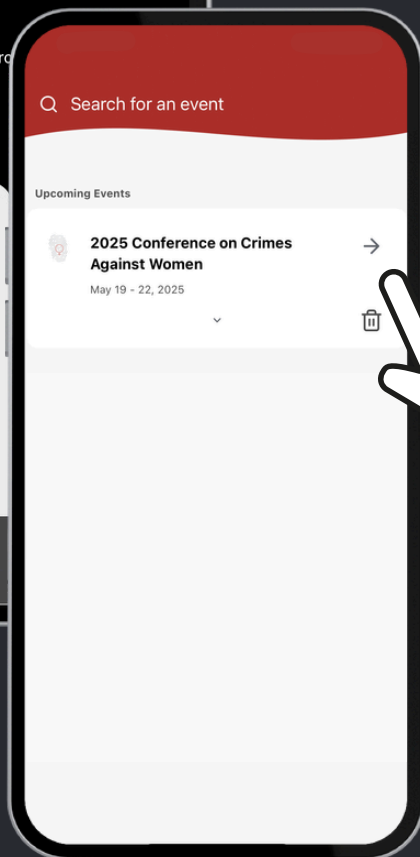 Search for an event
Upcoming Events
2025 Conference on Crimes
Against Women
May 19 - 22, 2025